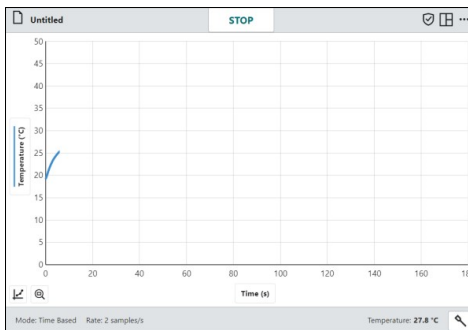 Untitled
STOP
50
45
40
35
30
25
20
15
10
5
0
Temperature (°C)
0 20 40 60 80 100 120 140 160 18
Time (s)
Mode: Time Based Rate: 2 samples/s Temperature: 27.8 °C